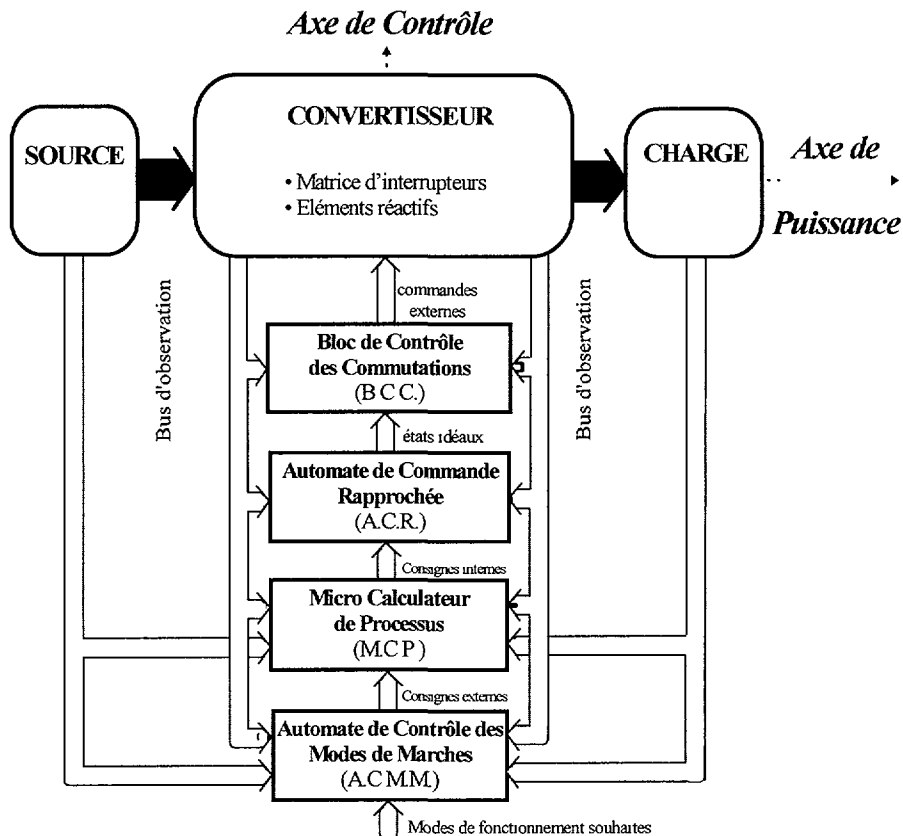 Axe de Contrôle
CONVERTISSEUR
• Matrice d'interrupteurs
• Eléments réactifs
SOURCE
CHARGE
Axe de
Puissance
commandes
externes
Bus d'observation
Bus d'observation
Bloc de Contrôle
des Commutations
(B C C.)
états idéaux
Automate de Commande
Rapprochée
(A.C.R.)
Consignes internes
Micro Calculateur
de Processus
(M.C P)
Consignes externes
Automate de Contrôle des
Modes de Marches
(A.C M.M.)
Modes de fonctionnement souhaites